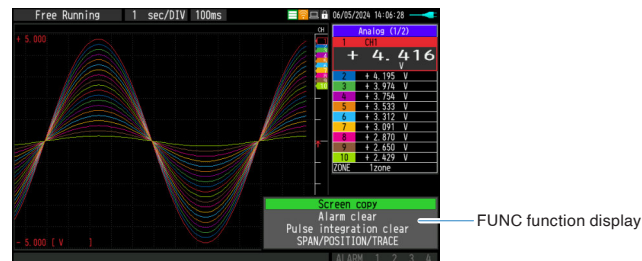 Free Running 1 sec/DIV 100ms 06/05/2024 14:06:28
CH Analog (1/2)
+ 5.000
1 CH1
+ 4.416
V
2 + 4.195 V
3 + 3.974 V
4 + 3.754 V
5 + 3.533 V
6 + 3.312 V
7 + 3.091 V
8 + 2.870 V
9 + 2.650 V
10 + 2.429 V
ZONE 1zone
Screen copy
Alarm clear
Pulse integration clear
SPAN/POSITION/TRACE
FUNC function display
- 5.000 [ V ]
ALARM 1 2 3 4